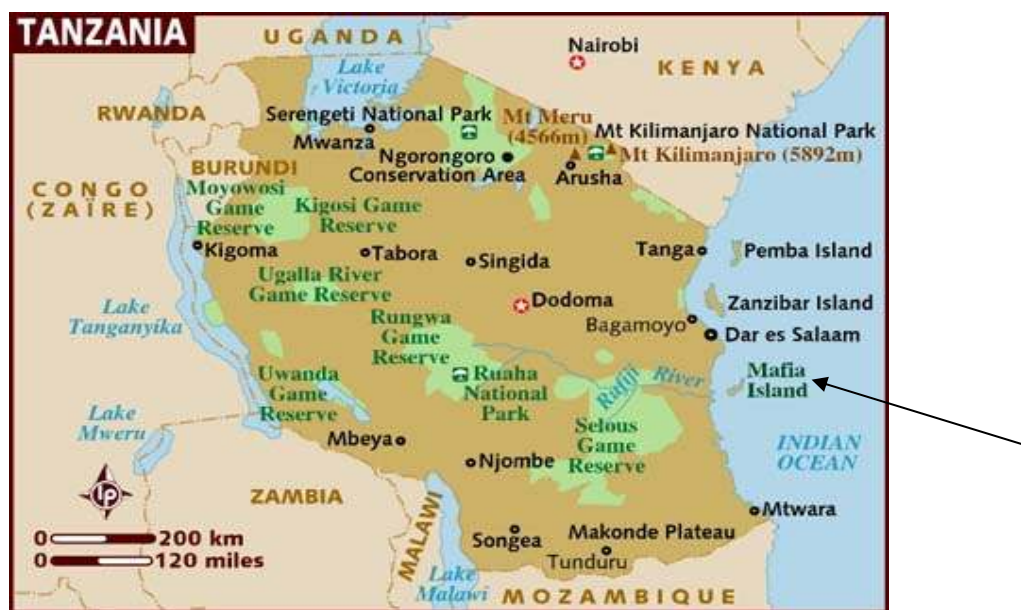 TANZANIA
UGANDA
Nairobi
KENYA
Lake
Victoria
RWANDA
Serengeti National Park
Mwanza
Mt Meru
(4566m)
Mt Kilimanjaro National Park
Mt Kilimanjaro (5892m)
Ngorongoro
Conservation Area
Arusha
BURUNDI
CONGO
(ZAÏRE)
Moyowosi
Game
Reserve
Kigosi Game
Reserve
Kigoma
Tabora
Singida
Tanga
Pemba Island
Ugalla River
Game Reserve
Dodoma
Zanzibar Island
Bagamoyo
Dar es Salaam
Lake
Tanganyika
Rungwa
Game
Reserve
Mafia
Island
Uwanda
Game
Reserve
Ruaha
National
Park
Rufiji
River
Lake
Mweru
Mbeya
Selous
Game
Reserve
INDIAN
OCEAN
Njombe
lp
ZAMBIA
MALAWI
Mtwara
0 200 km
0 120 miles
Songea
Makonde Plateau
Tunduru
Lake
Malawi
MOZAMBIQUE